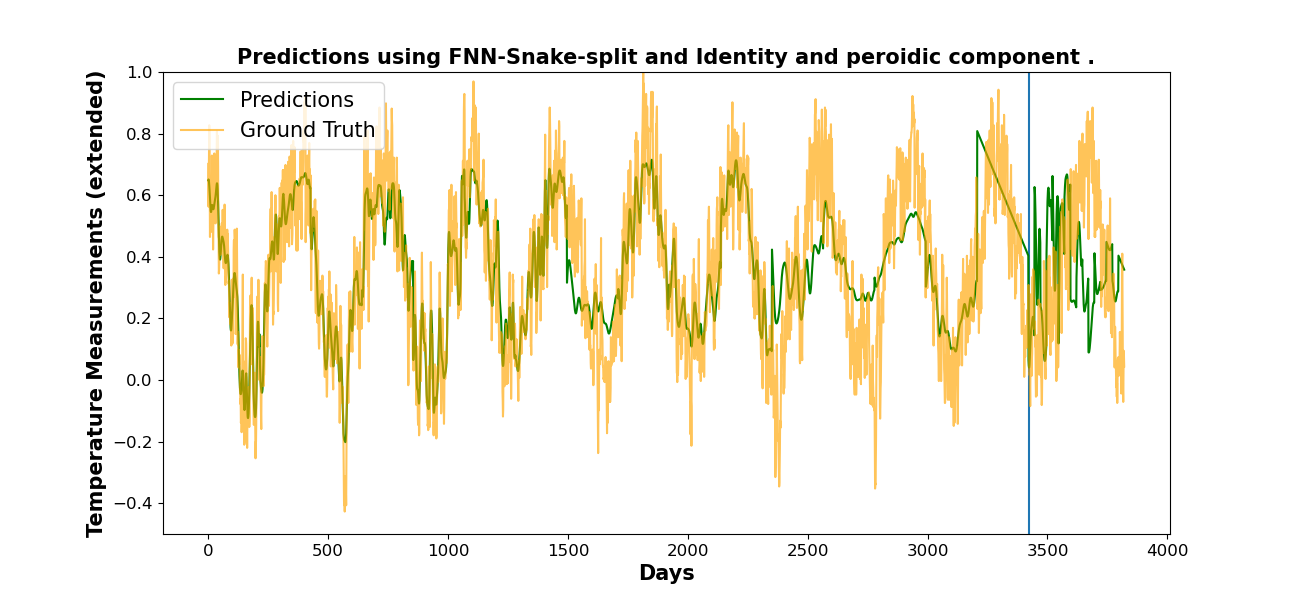 Predictions using FNN-Snake-split and Identity and peroidic component .
Temperature Measurements (extended)
1.0
0.8
0.6
0.4
0.2
0.0
−0.2
−0.4
Predictions
Ground Truth
0 500 1000 1500 2000 2500 3000 3500 4000
Days